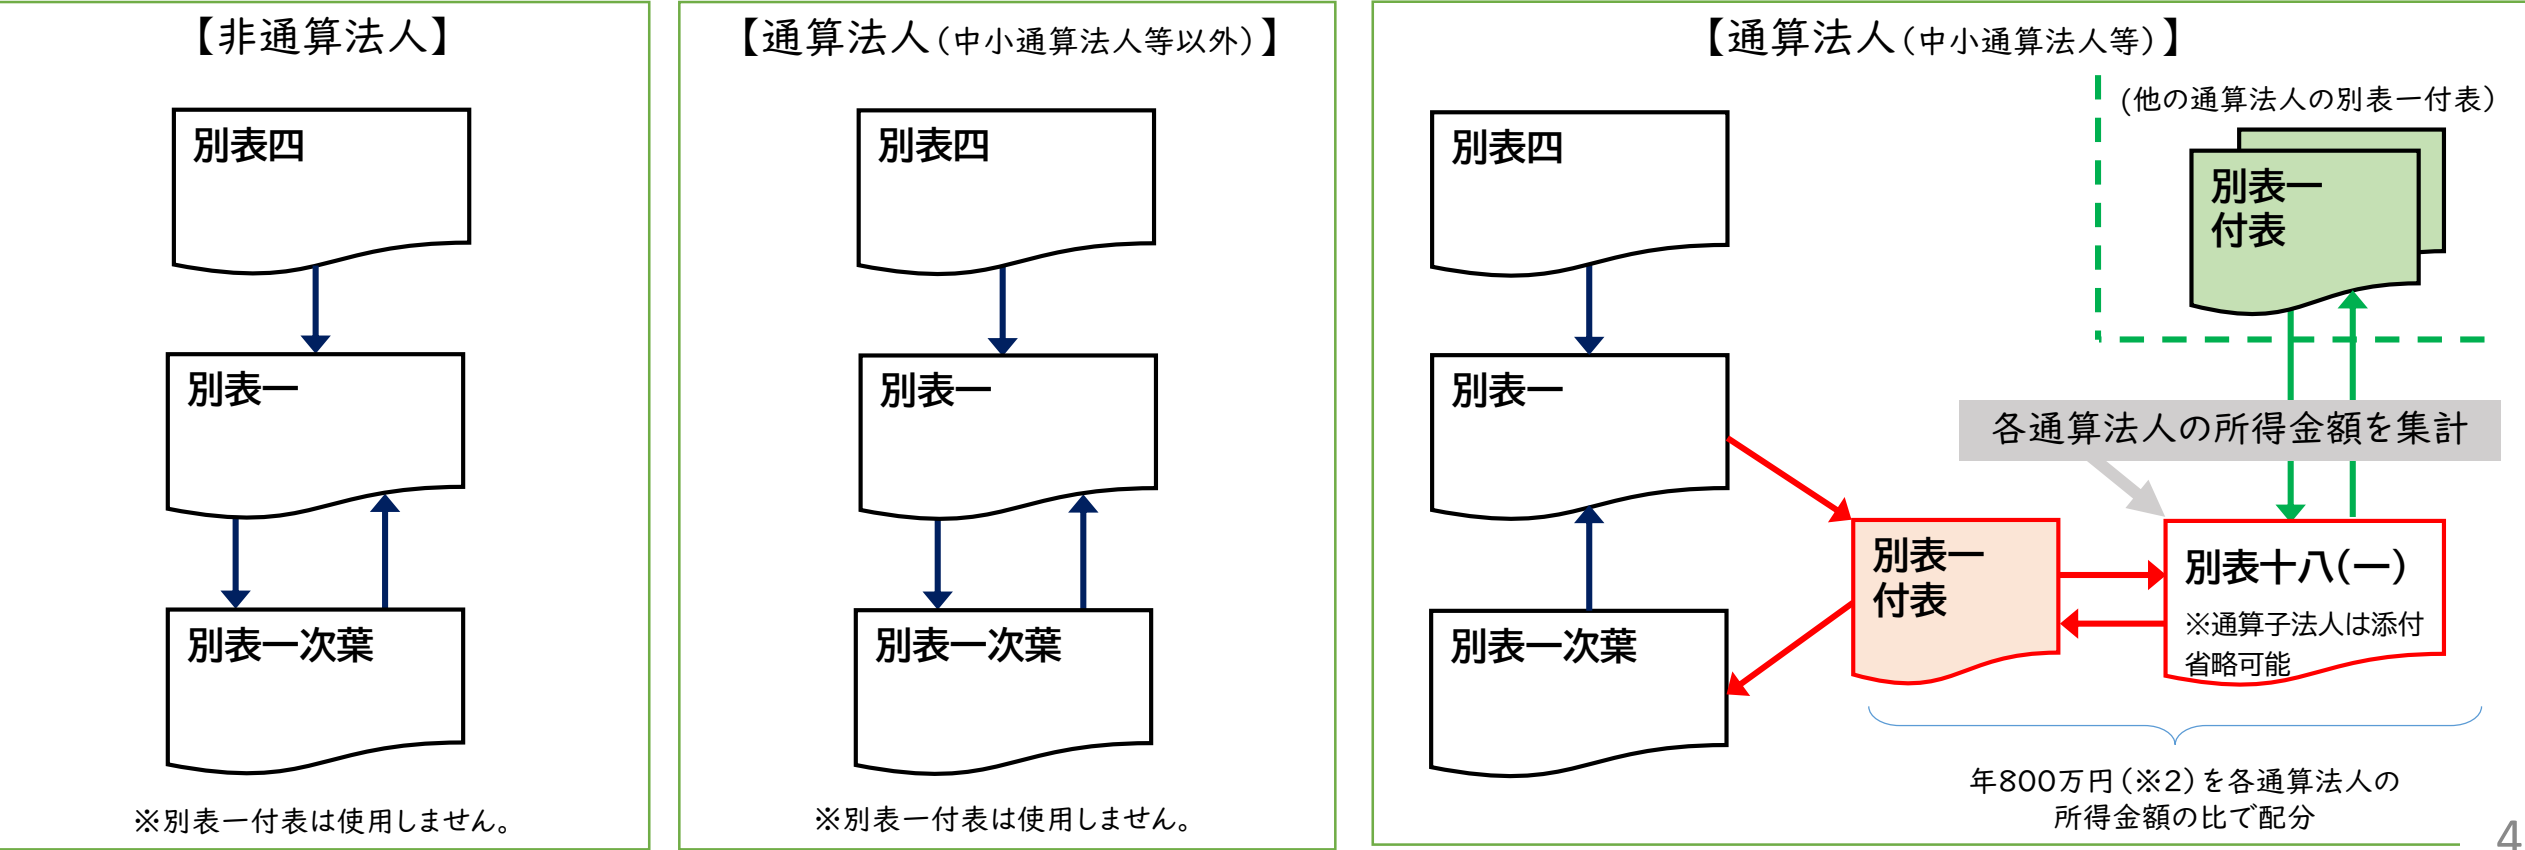 【非通算法人】
別表四
別表一
別表一次葉
※別表一付表は使用しません。
【通算法人(中小通算法人等以外)】
別表四
別表一
別表一次葉
※別表一付表は使用しません。
【通算法人(中小通算法人等)】
(他の通算法人の別表一付表)
別表四
別表一
付表
別表一
各通算法人の所得金額を集計
別表一
付表
別表十八(一)
※通算子法人は添付
省略可能
別表一次葉
年800万円(※2)を各通算法人の
所得金額の比で配分
4